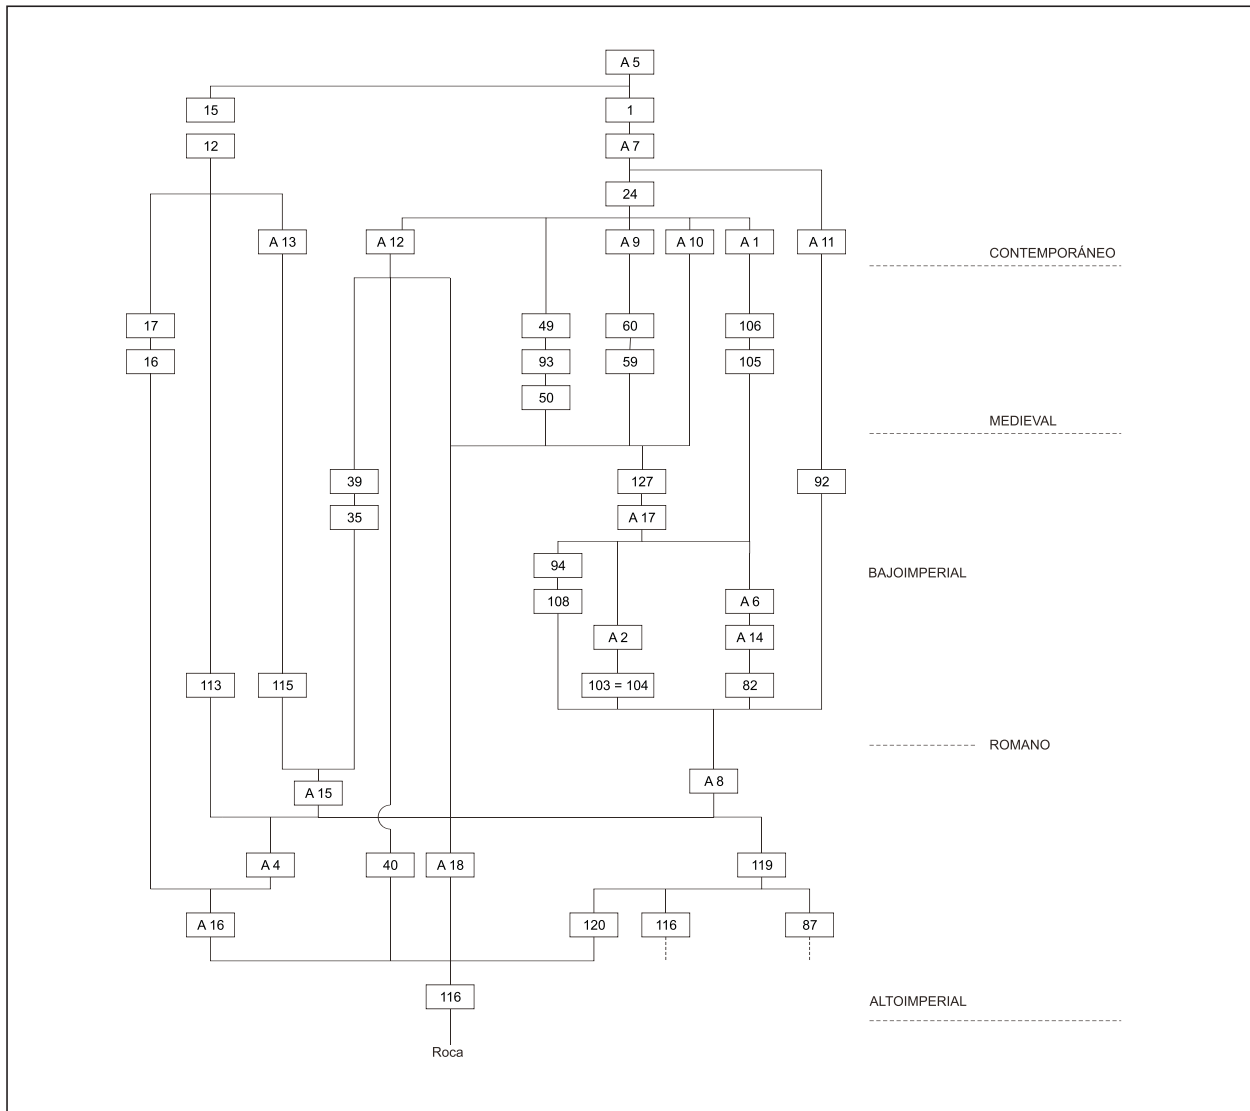 A 5
15
1
12
A 7
24
A 13
A 12
A 9
A 10
A 1
A 11
CONTEMPORÁNEO
17
49
60
106
16
93
59
105
50
MEDIEVAL
39
127
92
35
A 17
94
BAJOIMPERIAL
108
A 6
A 2
A 14
113
115
103 = 104
82
ROMANO
A 15
A 8
A 4
40
A 18
119
A 16
120
116
87
116
ALTOIMPERIAL
Roca